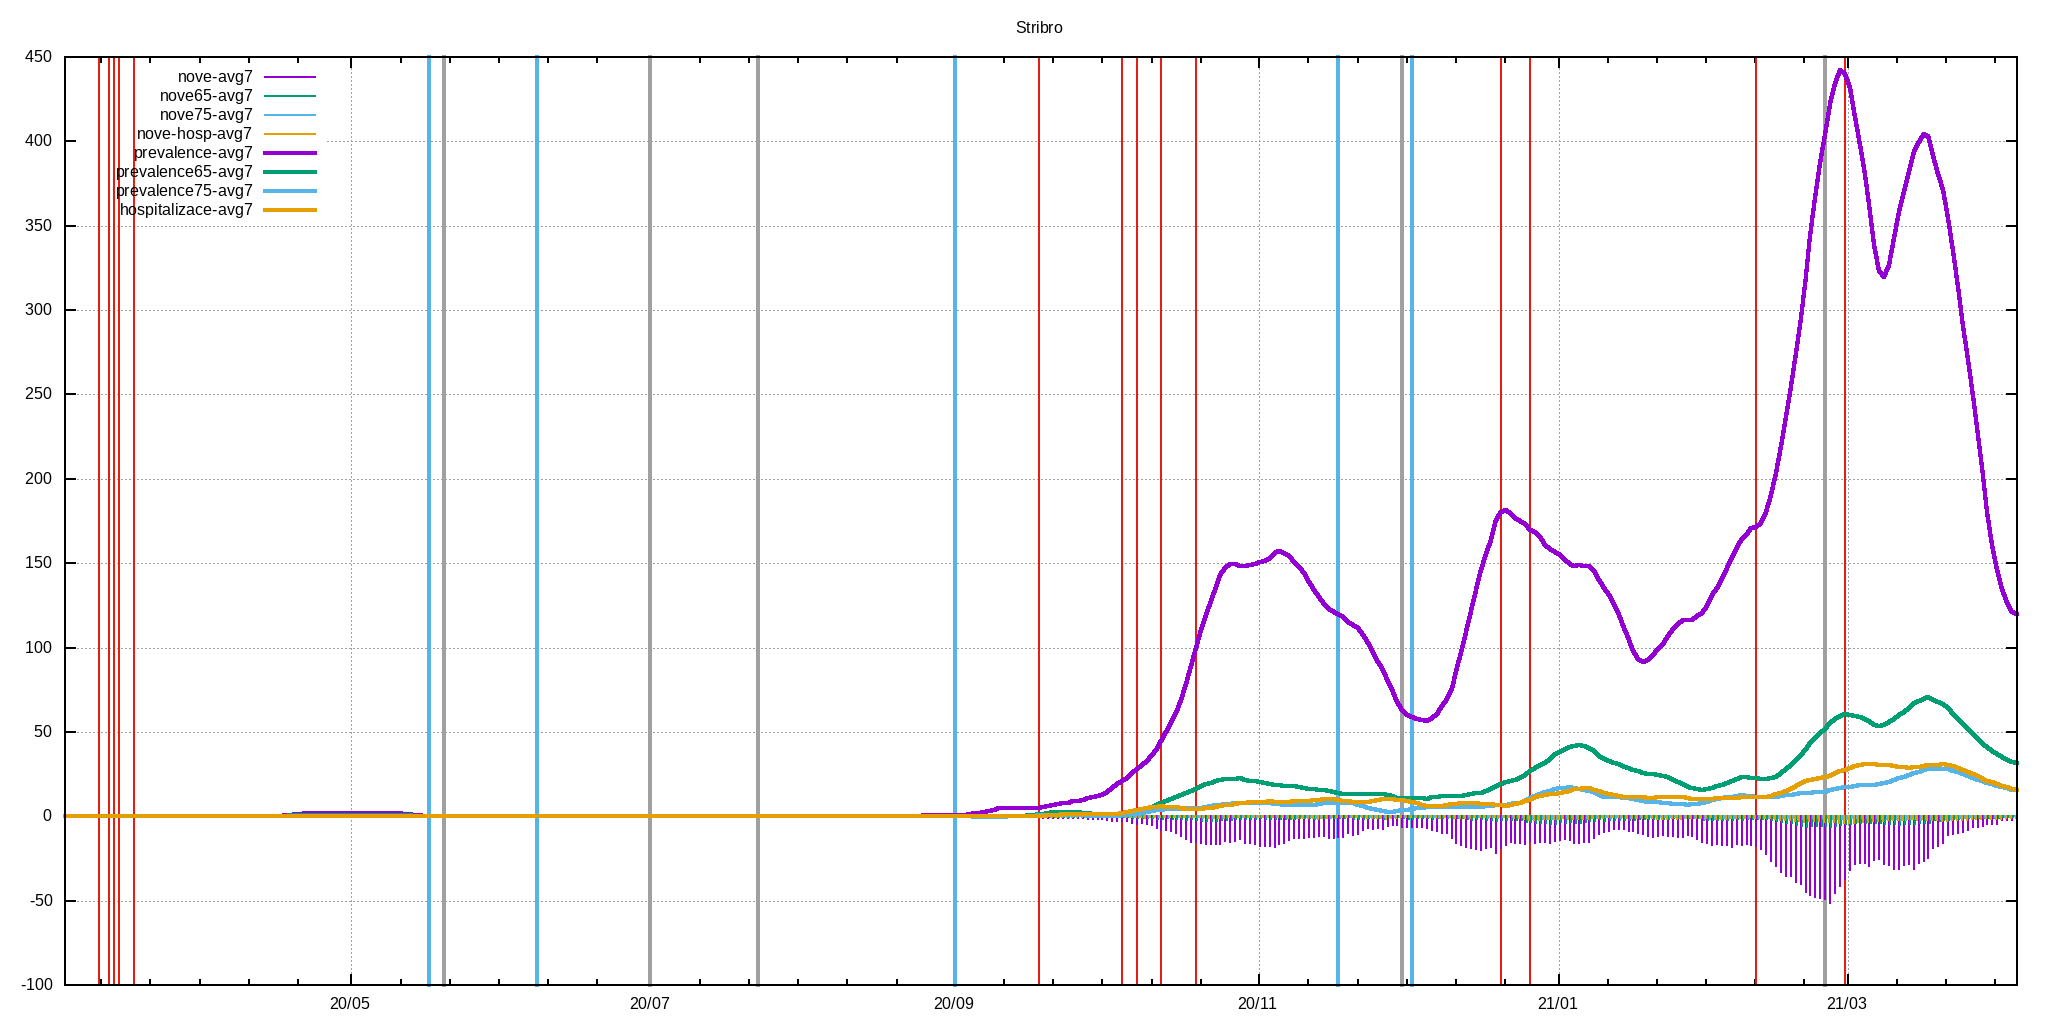 Stribro
450
400
350
300
250
200
150
100
50
0
-50
-100
nove-avg7
nove65-avg7
nove75-avg7
nove-hosp-avg7
prevalence-avg7
prevalence65-avg7
prevalence75-avg7
hospitalizace-avg7
20/05 20/07 20/09 20/11 21/01 21/03